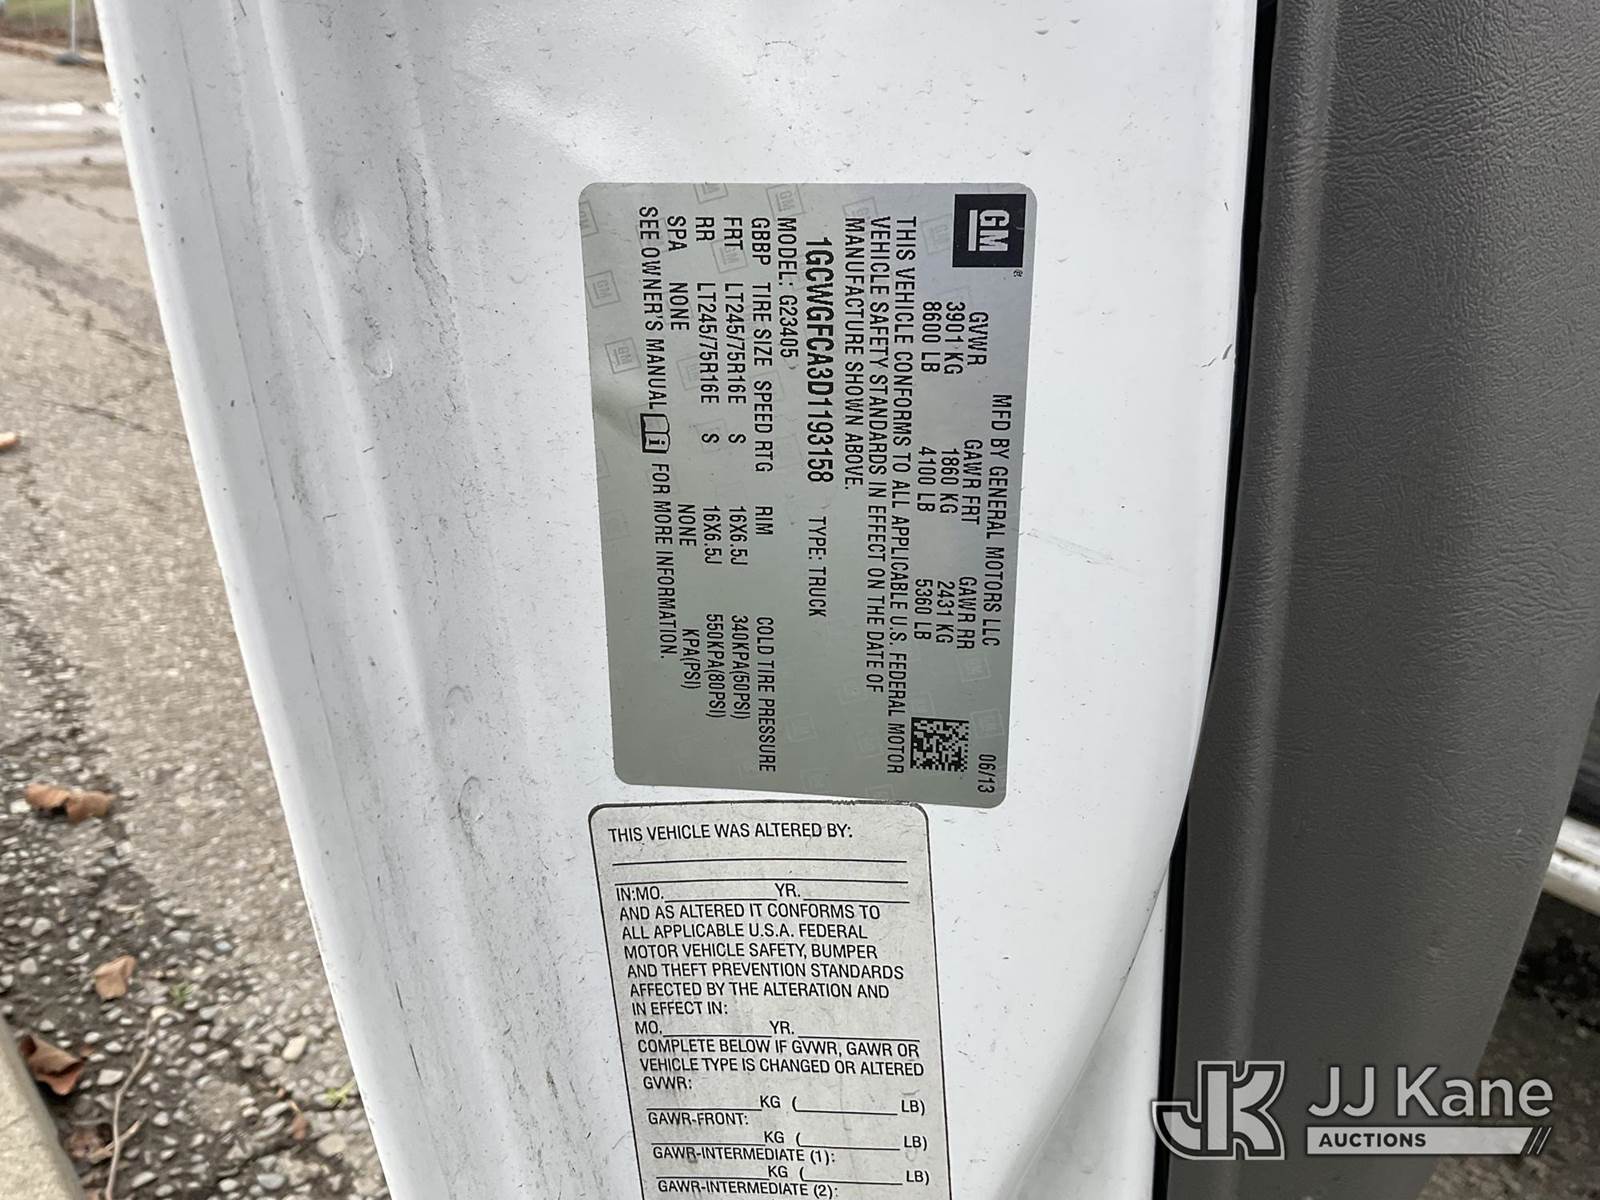 GM
®
MFD BY GENERAL MOTORS LLC
06/13
GVWR GAWR FRT GAWR RR
3901 KG 1860 KG 2431 KG
8600 LB 4100 LB 5360 LB
THIS VEHICLE CONFORMS TO ALL APPLICABLE U.S. FEDERAL MOTOR
VEHICLE SAFETY STANDARDS IN EFFECT ON THE DATE OF
MANUFACTURE SHOWN ABOVE.
1GCWGFCA3D1193158 TYPE: TRUCK
MODEL: G23405
GBBP TIRE SIZE SPEED RTG RIM COLD TIRE PRESSURE
FRT LT245/75R16E S 16X6.5J 340KPA(50PSI)
RR LT245/75R16E S 16X6.5J 550KPA(80PSI)
SPA NONE NONE KPA(PSI)
SEE OWNER'S MANUAL FOR MORE INFORMATION.
THIS VEHICLE WAS ALTERED BY:
IN:MO. YR.
AND AS ALTERED IT CONFORMS TO
ALL APPLICABLE U.S.A. FEDERAL
MOTOR VEHICLE SAFETY, BUMPER
AND THEFT PREVENTION STANDARDS
AFFECTED BY THE ALTERATION AND
IN EFFECT IN:
MO. YR.
COMPLETE BELOW IF GVWR, GAWR OR
VEHICLE TYPE IS CHANGED OR ALTERED
GVWR:
KG ( LB)
GAWR-FRONT:
KG ( LB)
GAWR-INTERMEDIATE (1):
KG ( LB)
GAWR-INTERMEDIATE (2):
JK JJ Kane
AUCTIONS